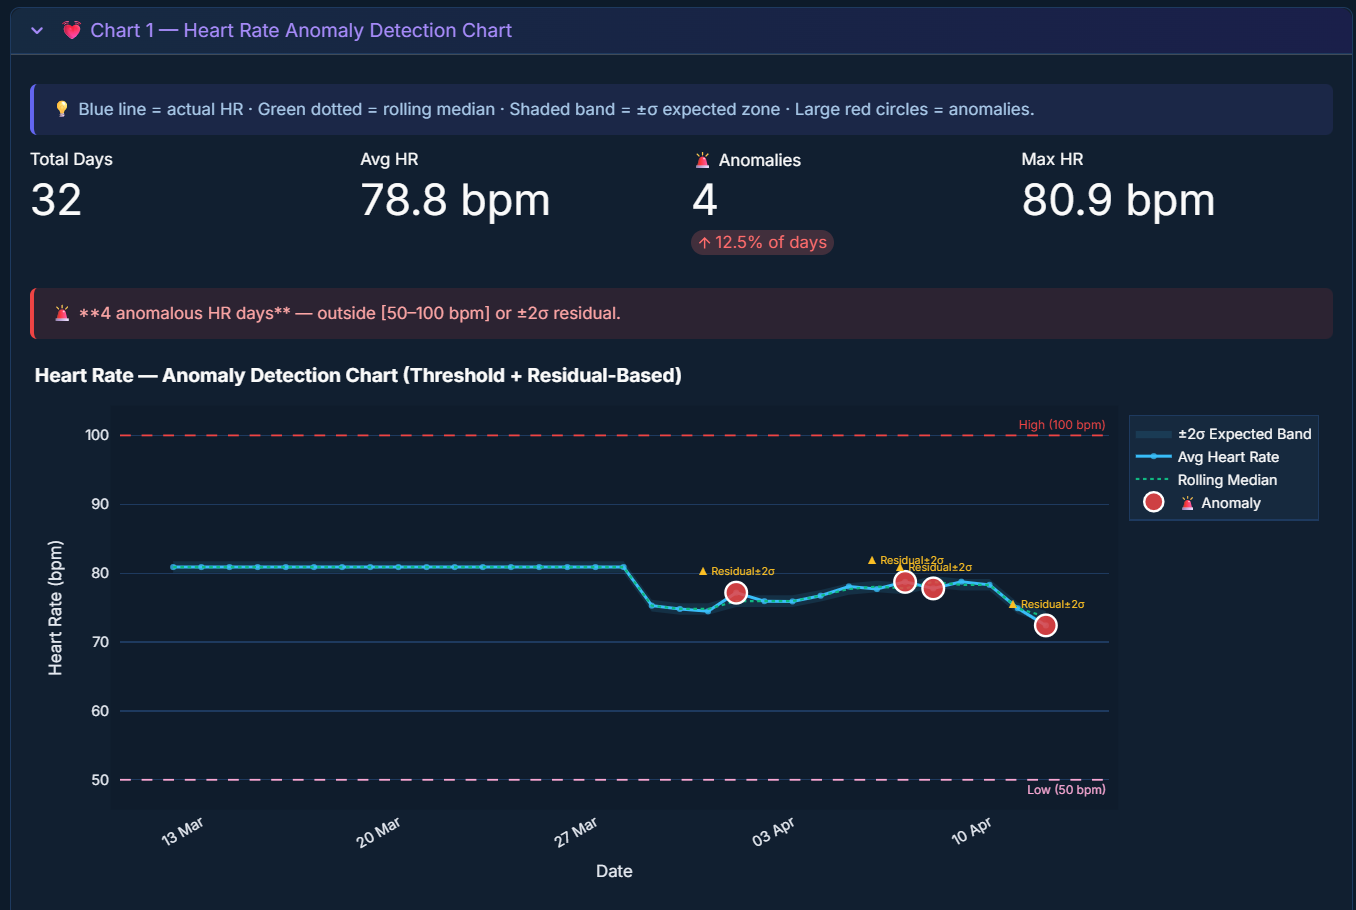 💓 Chart 1 — Heart Rate Anomaly Detection Chart
💡 Blue line = actual HR · Green dotted = rolling median · Shaded band = ±σ expected zone · Large red circles = anomalies.
Total Days
32
Avg HR
78.8 bpm
🚨 Anomalies
4
↑ 12.5% of days
Max HR
80.9 bpm
🚨 **4 anomalous HR days** — outside [50–100 bpm] or ±2σ residual.
Heart Rate — Anomaly Detection Chart (Threshold + Residual-Based)
High (100 bpm)
±2σ Expected Band
Avg Heart Rate
Rolling Median
🚨 Anomaly
Heart Rate (bpm)
100
90
80
70
60
50
▲ Residual±2σ
▲ Residual±2σ
▲ Residual±2σ
▲ Residual±2σ
Low (50 bpm)
13 Mar
20 Mar
27 Mar
03 Apr
10 Apr
Date